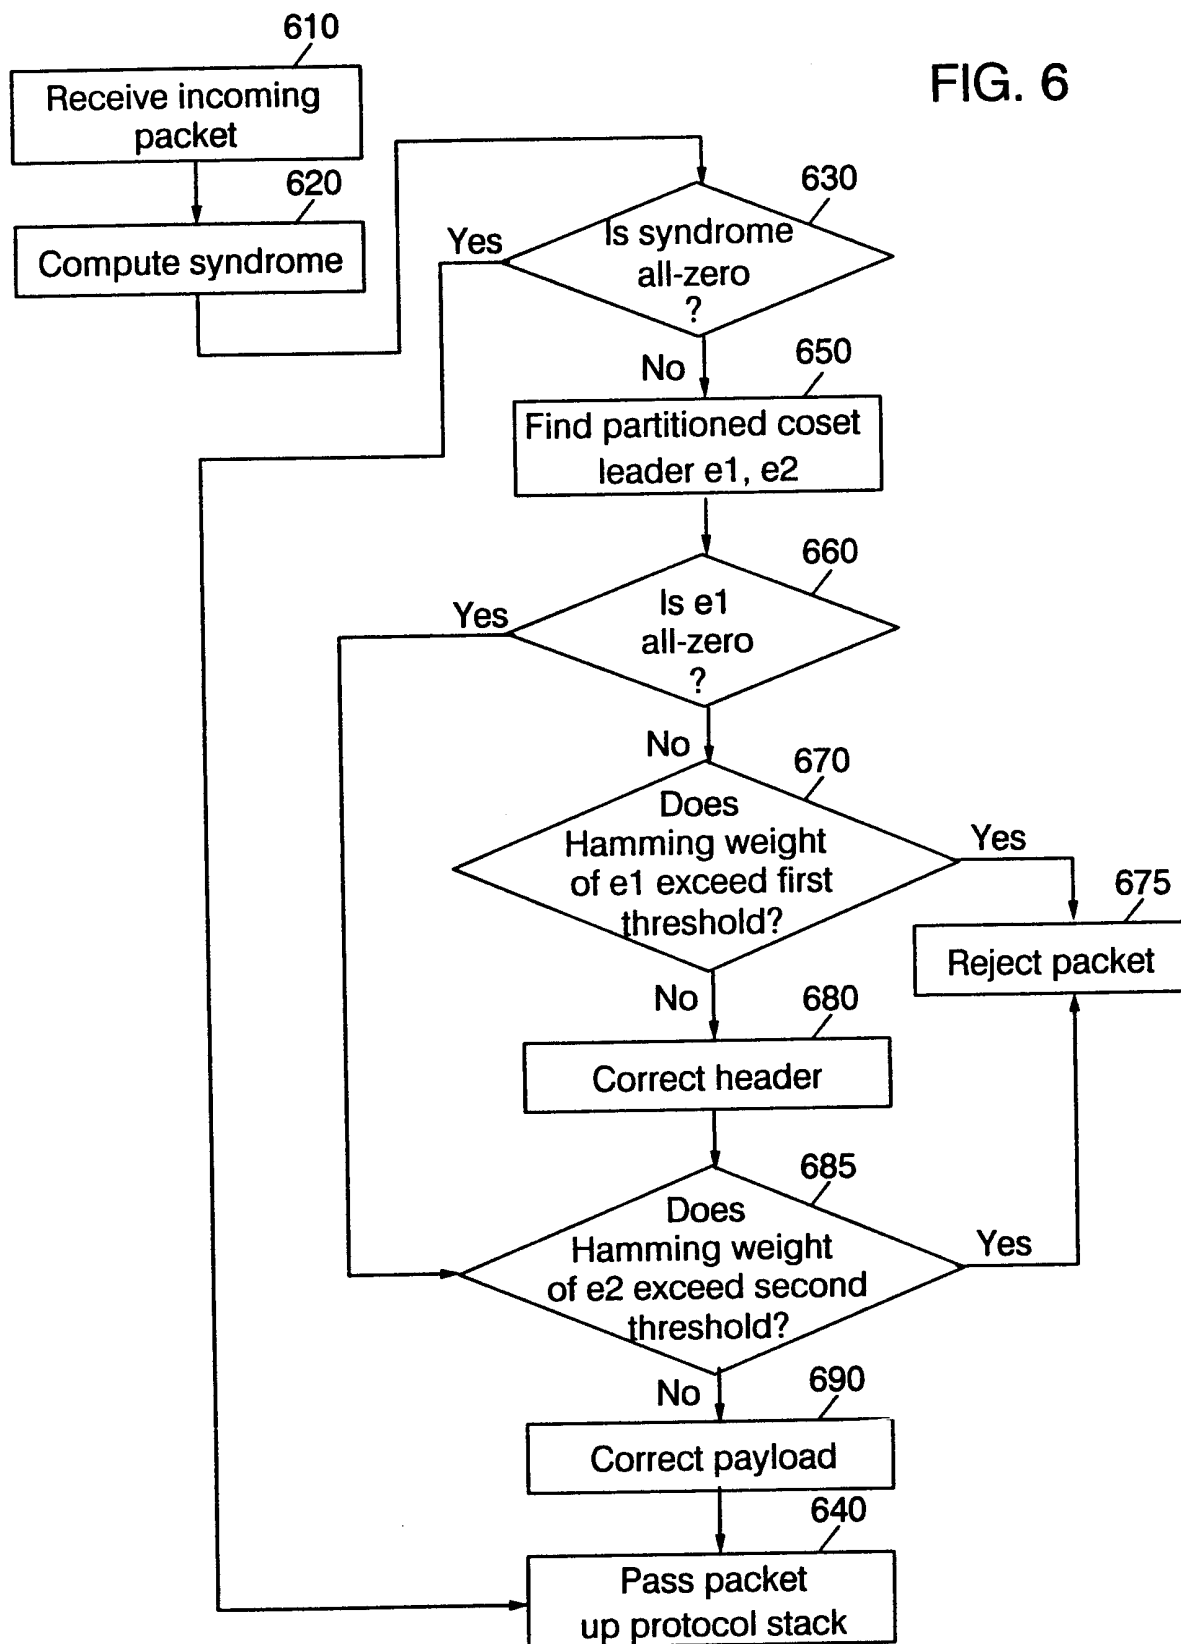 610
FIG. 6
Receive incoming
packet
620
Compute syndrome
630
Yes
Is syndrome
all-zero
?
No
650
Find partitioned coset
leader e1, e2
660
Yes
Is e1
all-zero
?
No
670
Does
Hamming weight
of e1 exceed first
threshold?
Yes
675
Reject packet
No
680
Correct header
685
Does
Hamming weight
of e2 exceed second
threshold?
Yes
No
690
Correct payload
640
Pass packet
up protocol stack